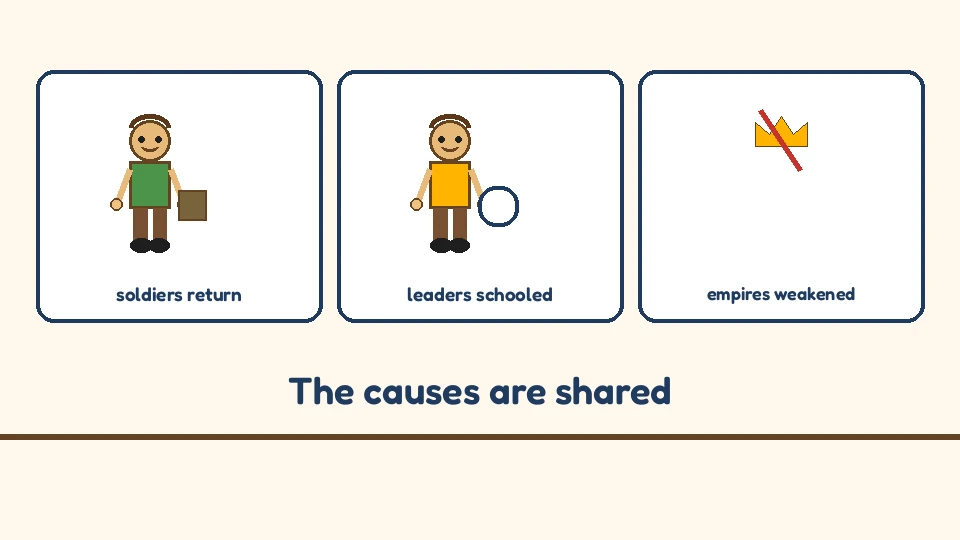 soldiers return
leaders schooled
empires weakened
The causes are shared